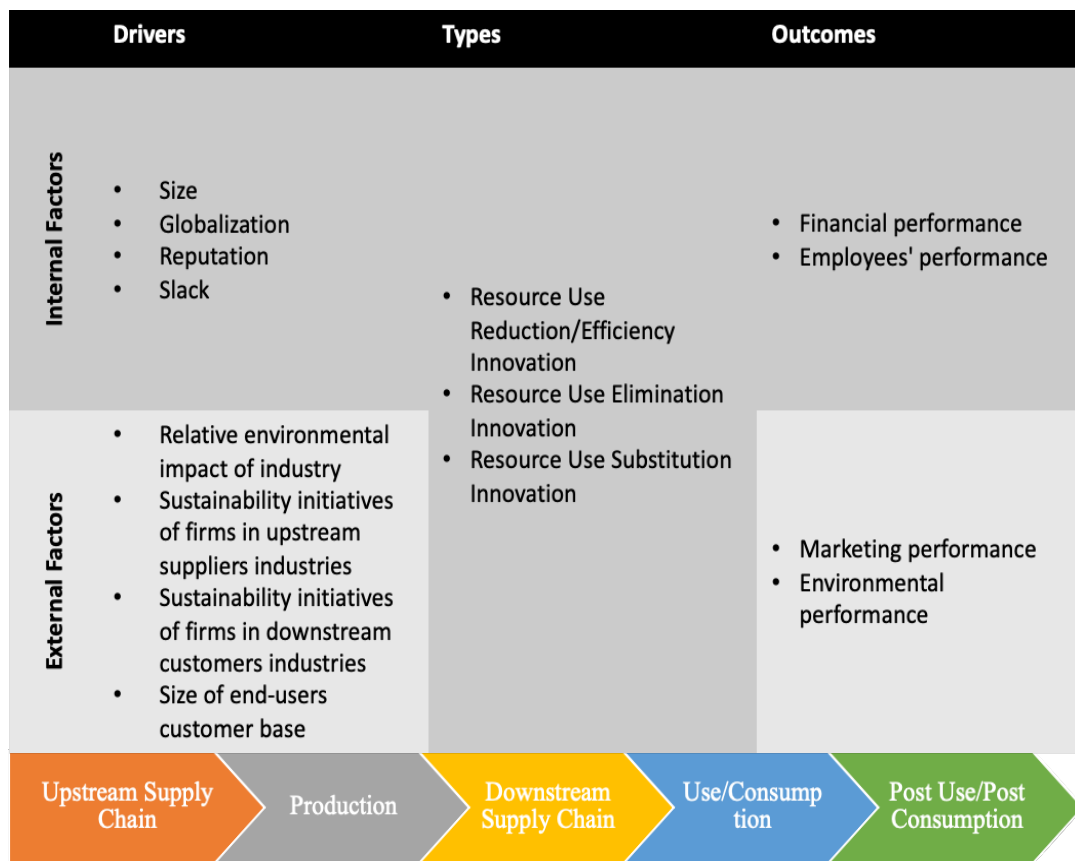 Drivers
Types
Outcomes
Internal Factors
• Size
• Globalization
• Reputation
• Slack
• Resource Use
Reduction/Efficiency
Innovation
• Resource Use Elimination
Innovation
• Resource Use Substitution
Innovation
• Financial performance
• Employees' performance
External Factors
• Relative environmental
impact of industry
• Sustainability initiatives
of firms in upstream
suppliers industries
• Sustainability initiatives
of firms in downstream
customers industries
• Size of end-users
customer base
• Marketing performance
• Environmental
performance
Upstream Supply
Chain
Production
Downstream
Supply Chain
Use/Consump
tion
Post Use/Post
Consumption